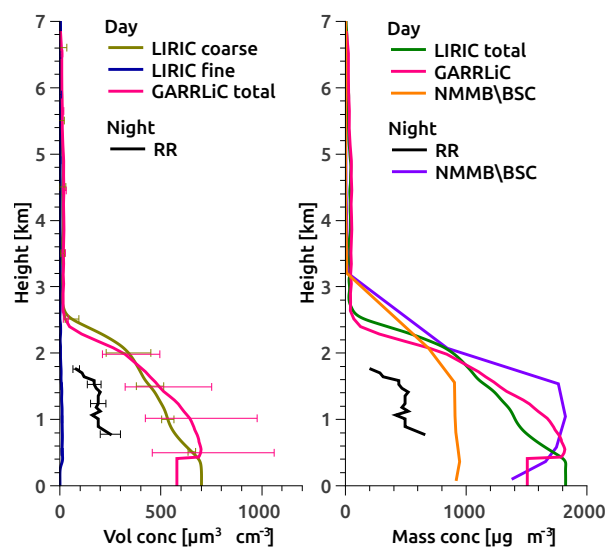 Day
LIRIC coarse
LIRIC fine
GARRLiC total
Night
RR
Height [km]
7
6
5
4
3
2
1
0
0 500 1000
Vol conc [µm³ cm⁻³]
Day
LIRIC total
GARRLiC
NMMB\BSC
Night
RR
NMMB\BSC
Height [km]
7
6
5
4
3
2
1
0
0 1000 2000
Mass conc [µg m⁻³]